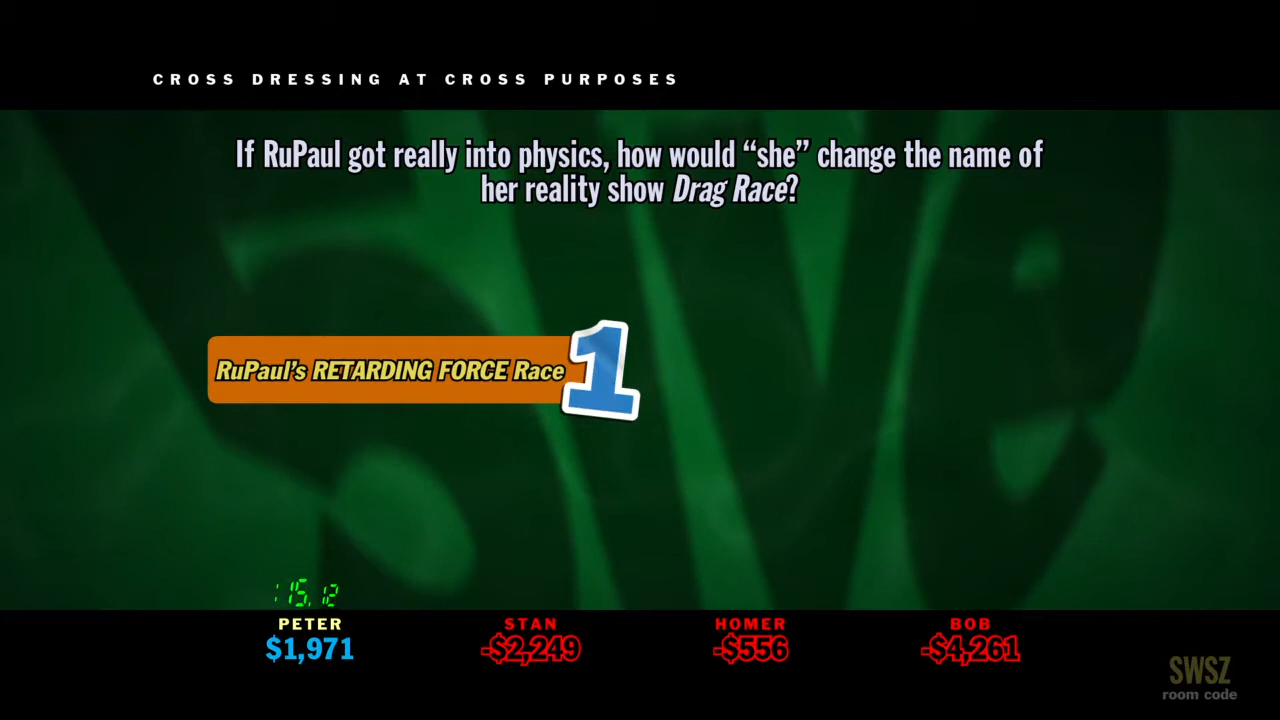 CROSS DRESSING AT CROSS PURPOSES
If RuPaul got really into physics, how would “she” change the name of
her reality show Drag Race?
RuPaul’s RETARDING FORCE Race 1
15.12
PETER STAN HOMER BOB
$1,971 -$2,249 -$556 -$4,261
SWSZ
room code